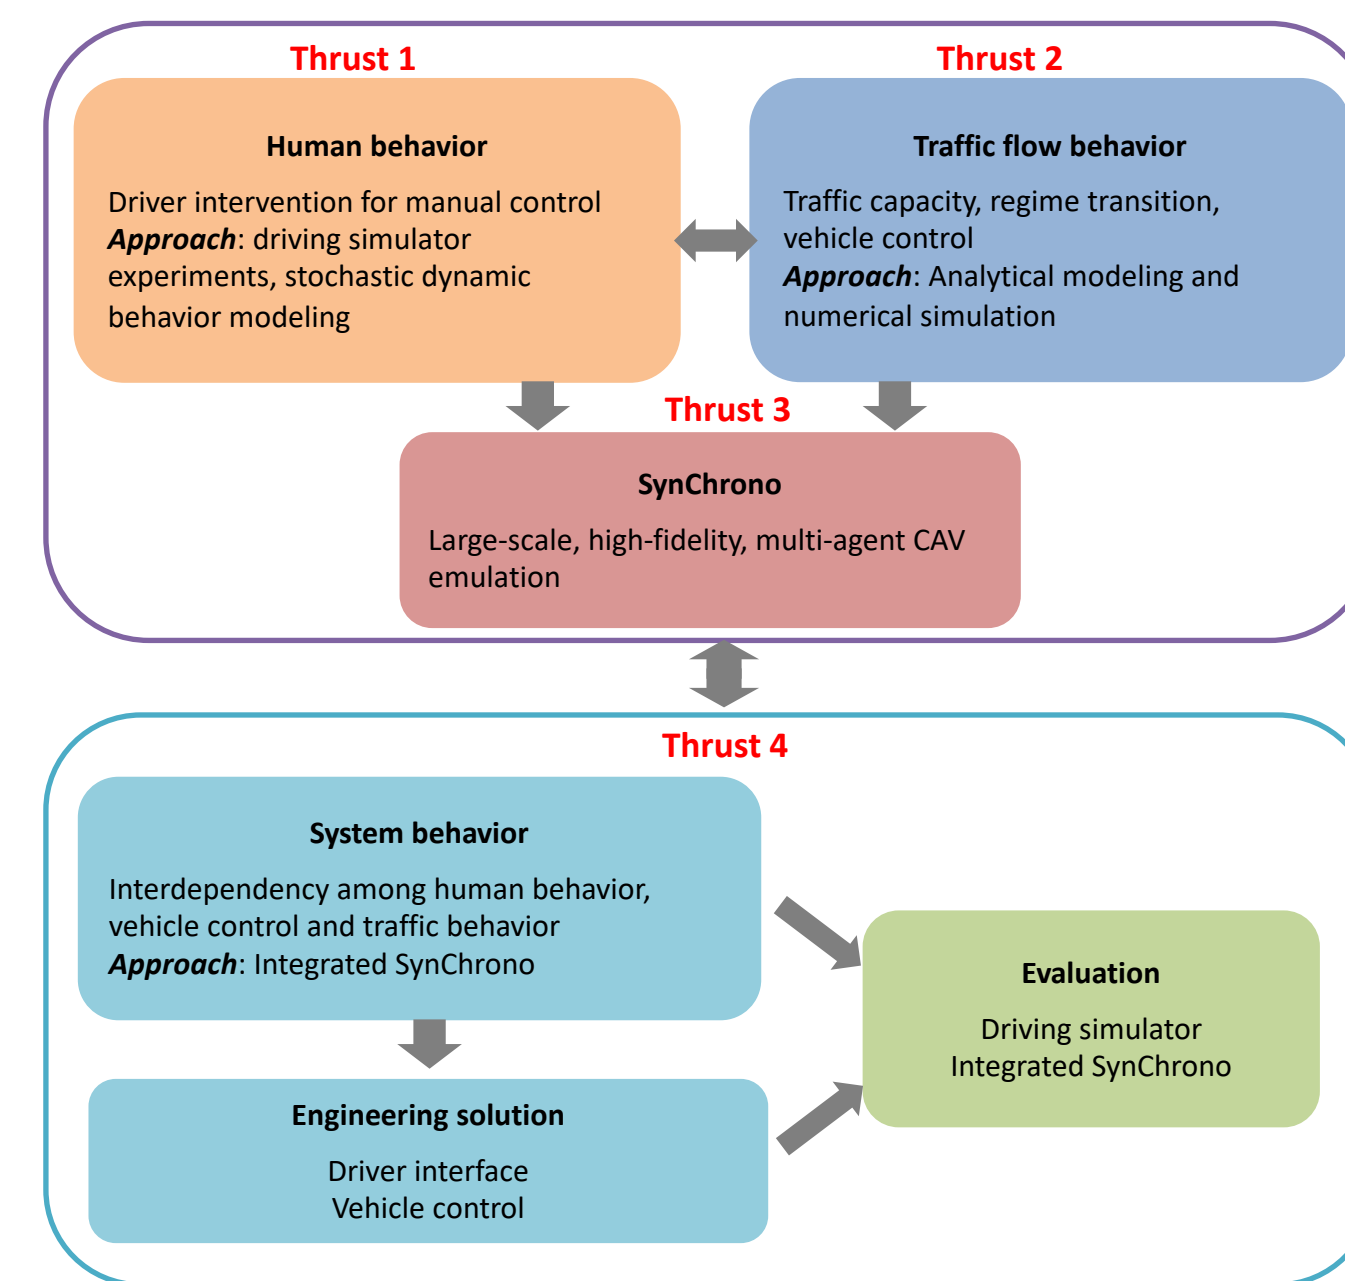 Thrust 1
Human behavior
Driver intervention for manual control
Approach: driving simulator
experiments, stochastic dynamic
behavior modeling
Thrust 2
Traffic flow behavior
Traffic capacity, regime transition,
vehicle control
Approach: Analytical modeling and
numerical simulation
Thrust 3
SynChrono
Large-scale, high-fidelity, multi-agent CAV
emulation
Thrust 4
System behavior
Interdependency among human behavior,
vehicle control and traffic behavior
Approach: Integrated SynChrono
Engineering solution
Driver interface
Vehicle control
Evaluation
Driving simulator
Integrated SynChrono